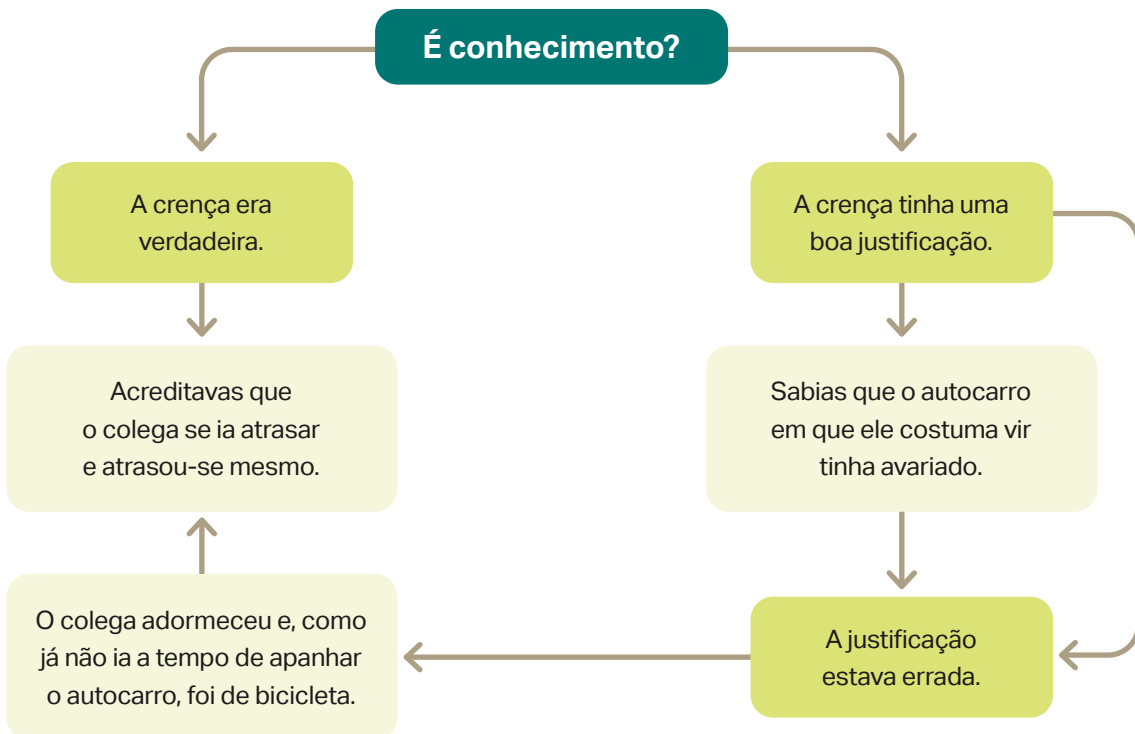 É conhecimento?
A crença era
verdadeira.
A crença tinha uma
boa justificação.
Acreditavas que
o colega se ia atrasar
e atrasou-se mesmo.
Sabias que o autocarro
em que ele costuma vir
tinha avariado.
O colega adormeceu e, como
já não ia a tempo de apanhar
o autocarro, foi de bicicleta.
A justificação
estava errada.